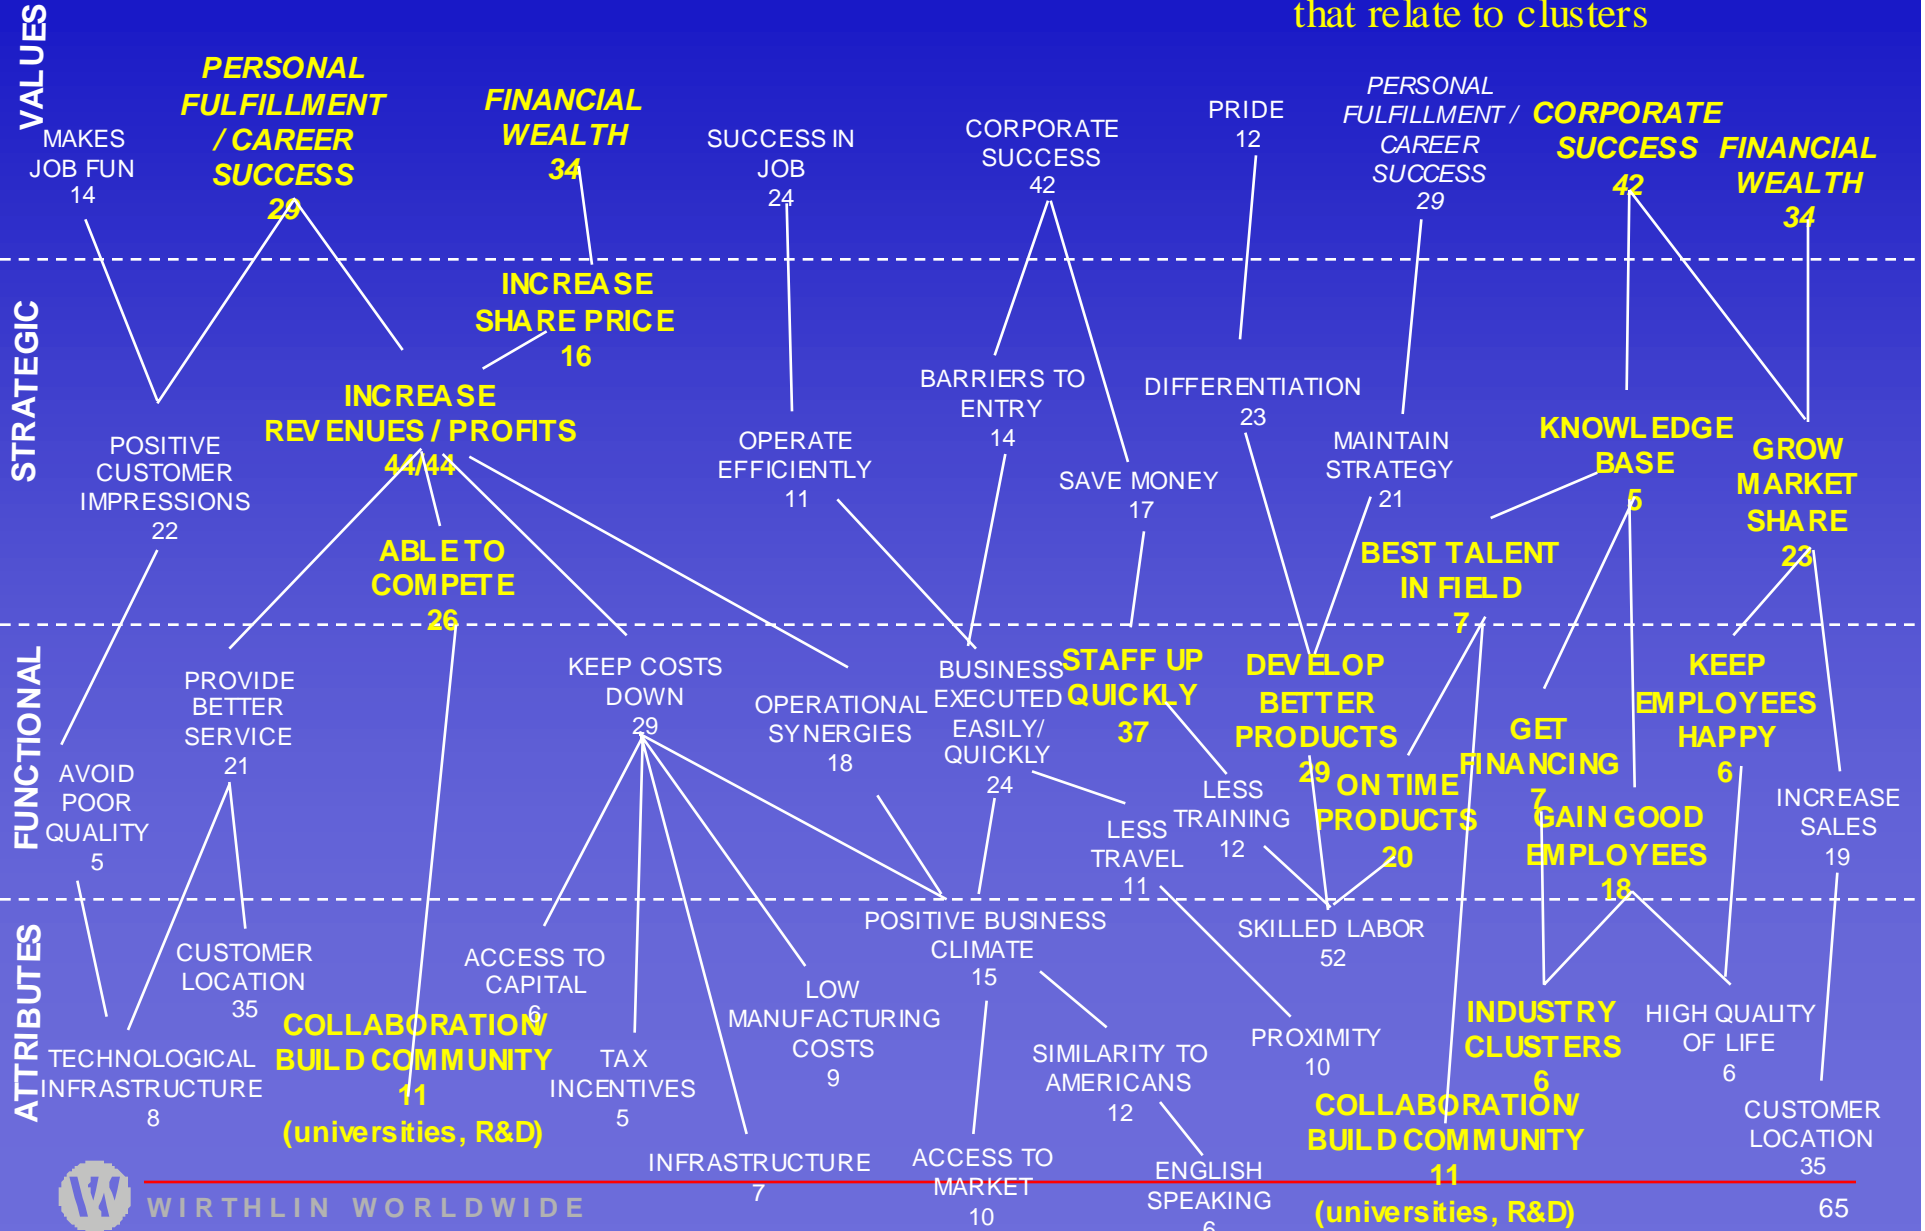 that relate to clusters
VALUES
PERSONAL
FULFILLMENT
/ CAREER
SUCCESS
29
FINANCIAL
WEALTH
34
MAKES
JOB FUN
14
SUCCESS IN
JOB
24
CORPORATE
SUCCESS
42
PRIDE
12
PERSONAL
FULFILLMENT /
CAREER
SUCCESS
29
CORPORATE
SUCCESS
42
FINANCIAL
WEALTH
34
STRATEGIC
INCREASE
SHARE PRICE
16
INCREASE
REVENUES / PROFITS
44/44
POSITIVE
CUSTOMER
IMPRESSIONS
22
ABLE TO
COMPETE
26
OPERATE
EFFICIENTLY
11
BARRIERS TO
ENTRY
14
SAVE MONEY
17
DIFFERENTIATION
23
MAINTAIN
STRATEGY
21
KNOWLEDGE
BASE
5
GROW
MARKET
SHARE
23
BEST TALENT
IN FIELD
7
FUNCTIONAL
PROVIDE
BETTER
SERVICE
21
AVOID
POOR
QUALITY
5
KEEP COSTS
DOWN
29
OPERATIONAL
SYNERGIES
18
BUSINESS
EXECUTED
EASILY/
QUICKLY
24
STAFF UP
QUICKLY
37
LESS
TRAINING
12
LESS
TRAVEL
11
DEVELOP
BETTER
PRODUCTS
29
ON TIME
PRODUCTS
20
GET
FINANCING
7
GAIN GOOD
EMPLOYEES
18
KEEP
EMPLOYEES
HAPPY
6
INCREASE
SALES
19
ATTRIBUTES
CUSTOMER
LOCATION
35
TECHNOLOGICAL
INFRASTRUCTURE
8
COLLABORATION/
BUILD COMMUNITY
11
(universities, R&D)
ACCESS TO
CAPITAL
6
TAX
INCENTIVES
5
INFRASTRUCTURE
7
LOW
MANUFACTURING
COSTS
9
POSITIVE BUSINESS
CLIMATE
15
ACCESS TO
MARKET
10
SIMILARITY TO
AMERICANS
12
ENGLISH
SPEAKING
6
SKILLED LABOR
52
PROXIMITY
10
INDUSTRY
CLUSTERS
6
COLLABORATION/
BUILD COMMUNITY
11
(universities, R&D)
HIGH QUALITY
OF LIFE
6
CUSTOMER
LOCATION
35
WIRTHLIN WORLDWIDE
65